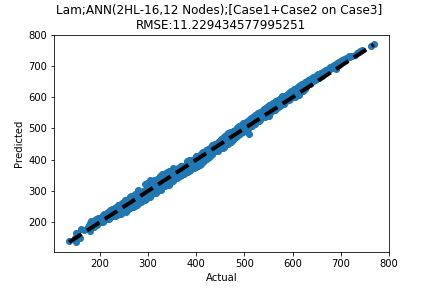 Lam;ANN(2HL-16,12 Nodes);[Case1+Case2 on Case3]
RMSE:11.229434577995251
800
700
600
500
400
300
200
Predicted
200 300 400 500 600 700 800
Actual